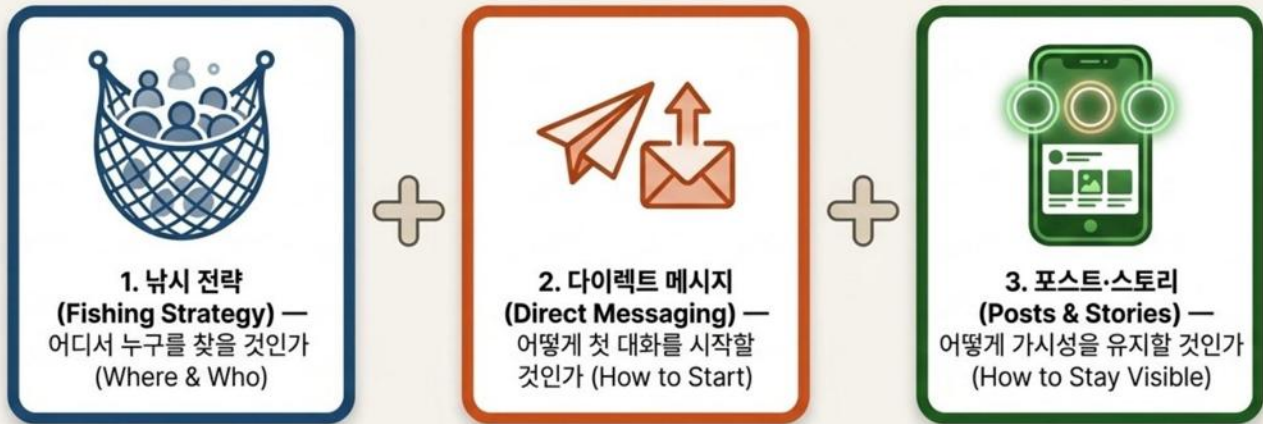 1. 낚시 전략
(Fishing Strategy) —
어디서 누구를 찾을 것인가
(Where & Who)
2. 다이렉트 메시지
(Direct Messaging) —
어떻게 첫 대화를 시작할
것인가 (How to Start)
3. 포스트·스토리
(Posts & Stories) —
어떻게 가시성을 유지할 것인가
(How to Stay Visible)